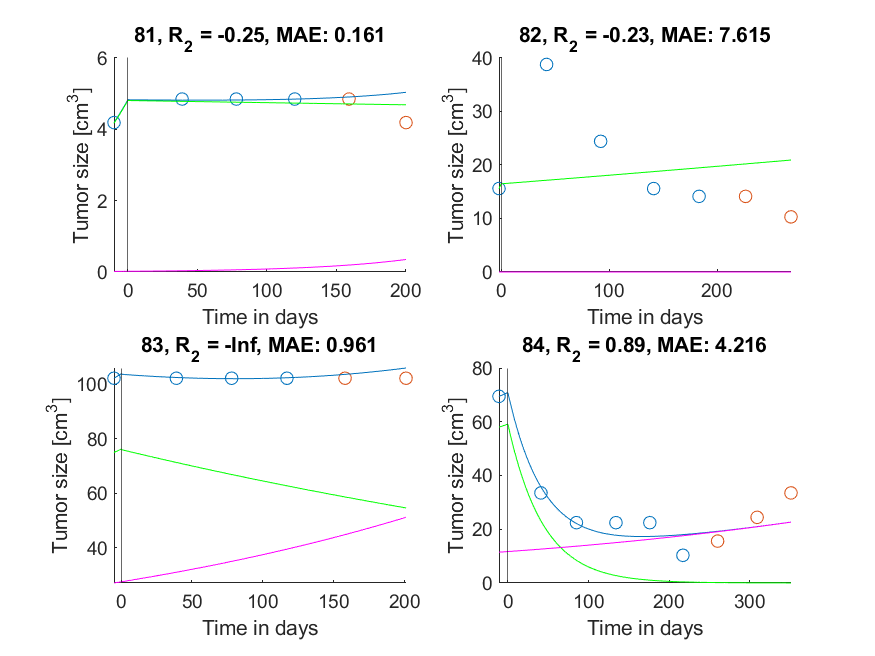 81, R2 = -0.25, MAE: 0.161
Tumor size [cm3]
6
4
2
0
0 50 100 150 200
Time in days
82, R2 = -0.23, MAE: 7.615
Tumor size [cm3]
40
30
20
10
0
0 100 200
Time in days
83, R2 = -Inf, MAE: 0.961
Tumor size [cm3]
100
80
60
40
0 50 100 150 200
Time in days
84, R2 = 0.89, MAE: 4.216
Tumor size [cm3]
80
60
40
20
0
0 100 200 300
Time in days